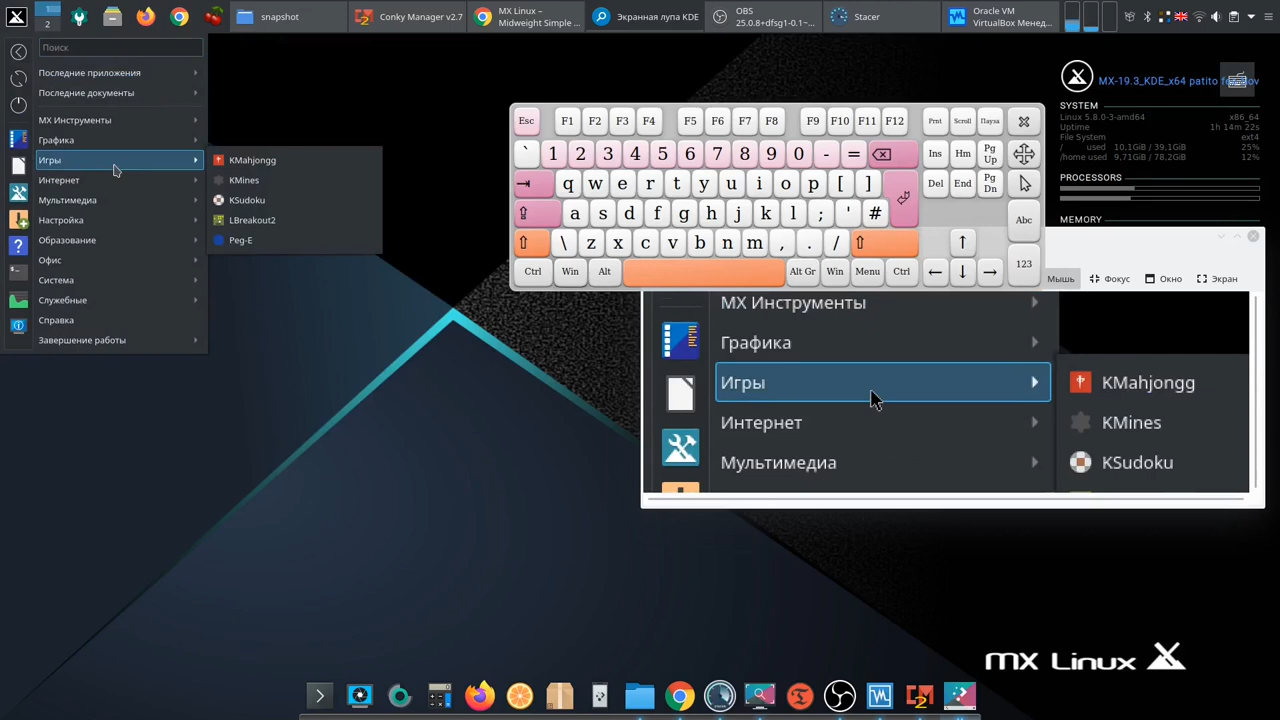 2
snapshot
Conky Manager v2.7
MX Linux –
Midweight Simple ...
Экранная лупа KDE
OBS
25.0.8+dfsg1-0.1~...
Stacer
Oracle VM
VirtualBox Менед...
Поиск
Последние приложения
Последние документы
MX Инструменты
Графика
Игры
Интернет
Мультимедиа
Настройка
Образование
Офис
Система
Служебные
Справка
Завершение работы
KMahjongg
KMines
KSudoku
LBreakout2
Peg-E
Esc F1 F2 F3 F4 F5 F6 F7 F8 F9 F10 F11 F12 Prnt Scroll Пауза
` 1 2 3 4 5 6 7 8 9 0 - = Ins Hm Pg Up
q w e r t y u i o p [ ] Del End Pg Dn
a s d f g h j k l ; ' # Abc
\ z x c v b n m , . /
Ctrl Win Alt Alt Gr Win Menu Ctrl 123
MX-19.3_KDE_x64 patito
SYSTEM
Linux 5.8.0-3-amd64 x86_64
Uptime 1h 14m 22s
File System ext4
/ used 10,1GiB / 39,1GiB 25%
/home used 9,71GiB / 78,2GiB 12%
PROCESSORS
MEMORY
Мышь Фокус Окно Экран
MX Инструменты
Графика
Игры
Интернет
Мультимедиа
KMahjongg
KMines
KSudoku
MX Linux